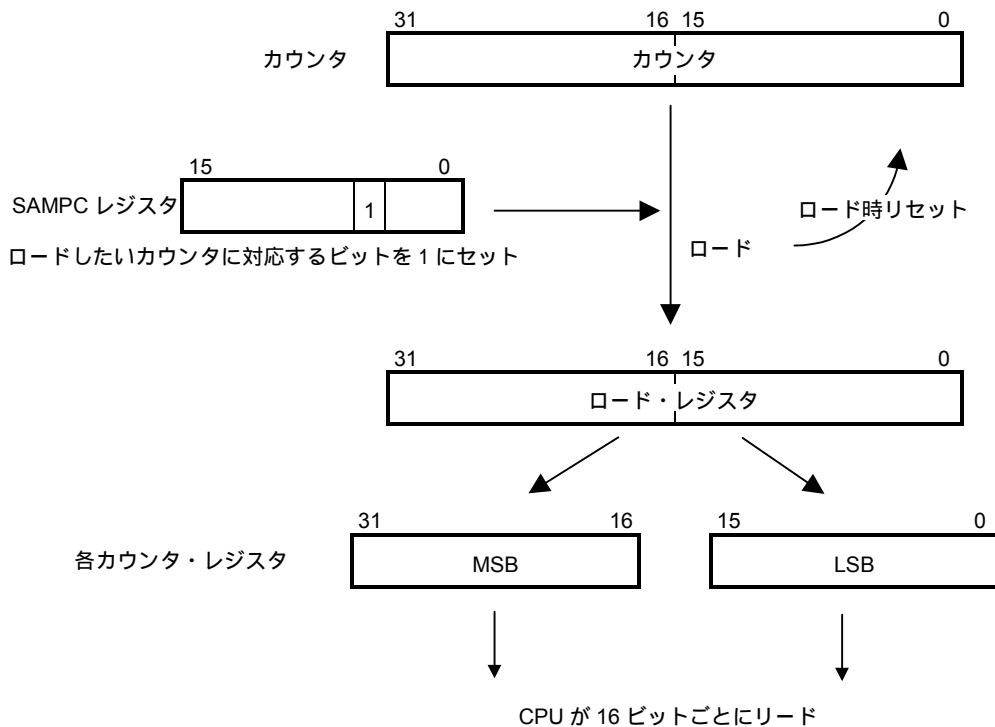 31 16 15 0
カウンタ カウンタ
15 0
SAMPC レジスタ 1
ロード時リセット
ロード
ロードしたいカウンタに対応するビットを 1 にセット
31 16 15 0
ロード・レジスタ
31 16 15 0
各カウンタ・レジスタ MSB LSB
CPU が 16 ビットごとにリード